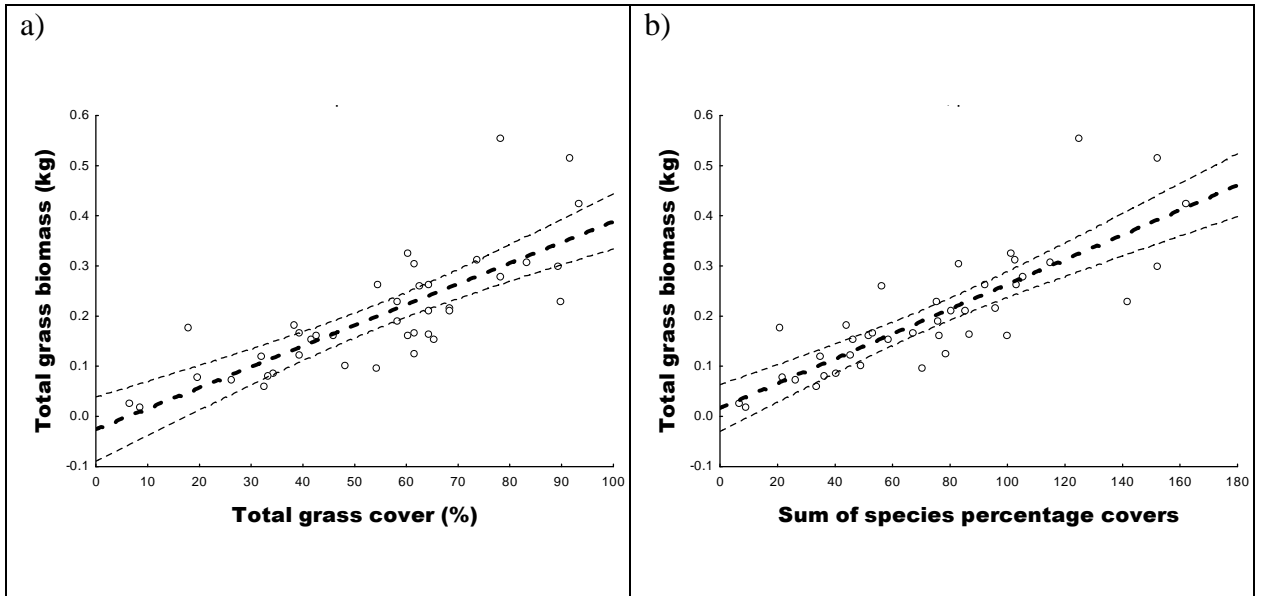 a)
Total grass biomass (kg)
0.6
0.5
0.4
0.3
0.2
0.1
0.0
-0.1
0 10 20 30 40 50 60 70 80 90 100
Total grass cover (%)
b)
Total grass biomass (kg)
0.6
0.5
0.4
0.3
0.2
0.1
0.0
-0.1
0 20 40 60 80 100 120 140 160 180
Sum of species percentage covers